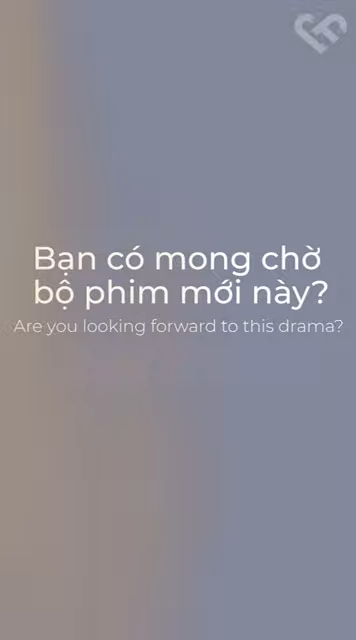 Bạn có mong chờ
bộ phim mới này?
Are you looking forward to this drama?